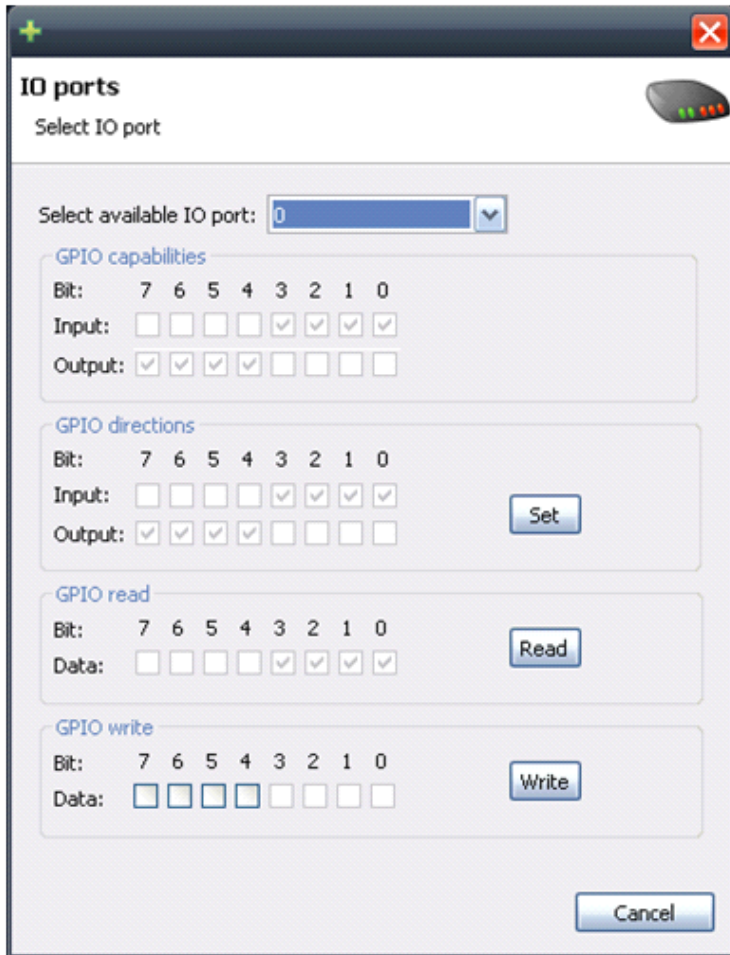 IO ports
Select IO port
Select available IO port: 0
GPIO capabilities
Bit: 7 6 5 4 3 2 1 0
Input:
Output:
GPIO directions
Bit: 7 6 5 4 3 2 1 0
Input:
Output:
Set
GPIO read
Bit: 7 6 5 4 3 2 1 0
Data:
Read
GPIO write
Bit: 7 6 5 4 3 2 1 0
Data:
Write
Cancel